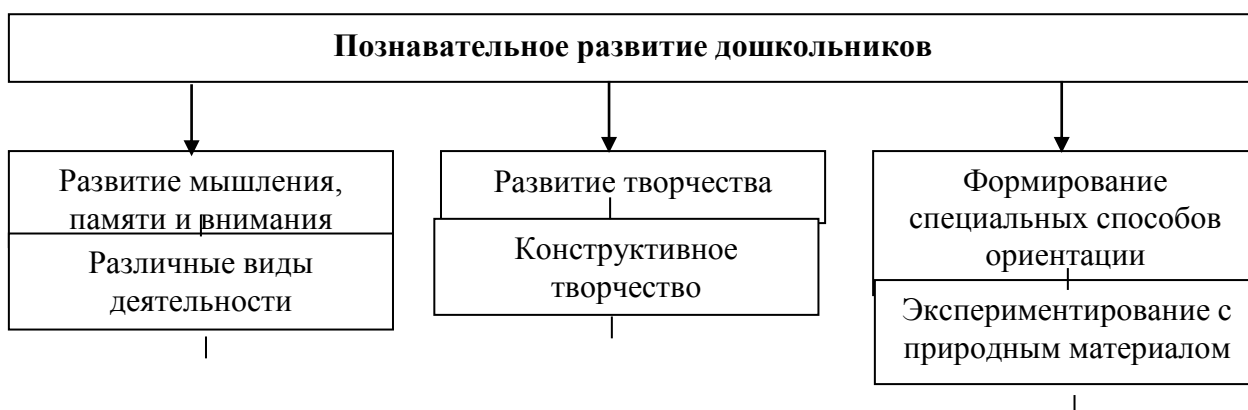 Познавательное развитие дошкольников
Развитие мышления,
памяти и внимания
Различные виды
деятельности
Развитие творчества
Конструктивное
творчество
Формирование
специальных способов
ориентации
Экспериментирование с
природным материалом